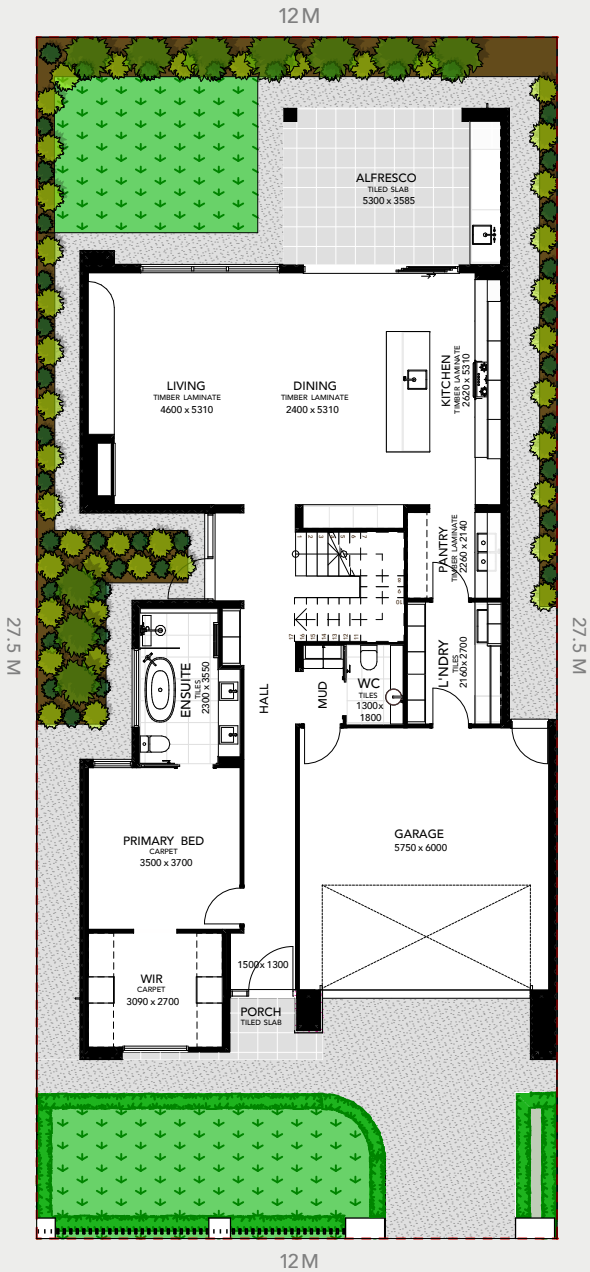 12M
ALFRESCO
TILED SLAB
5300 x 3585
LIVING
TIMBER LAMINATE
4600 x 5310
DINING
TIMBER LAMINATE
2400 x 5310
KITCHEN
TIMBER LAMINATE
2620 x 5310
PANTRY
TIMBER LAMINATE
2260 x 2140
27.5 M
27.5 M
ENSUITE
TILES
2300 x 3550
HALL
MUD
WC
TILES
1300x
1800
L'NDRY
TILES
2160x 2700
PRIMARY BED
CARPET
3500 x 3700
GARAGE
5750 x 6000
WIR
CARPET
3090 x 2700
1500x 1300
PORCH
TILED SLAB
12M